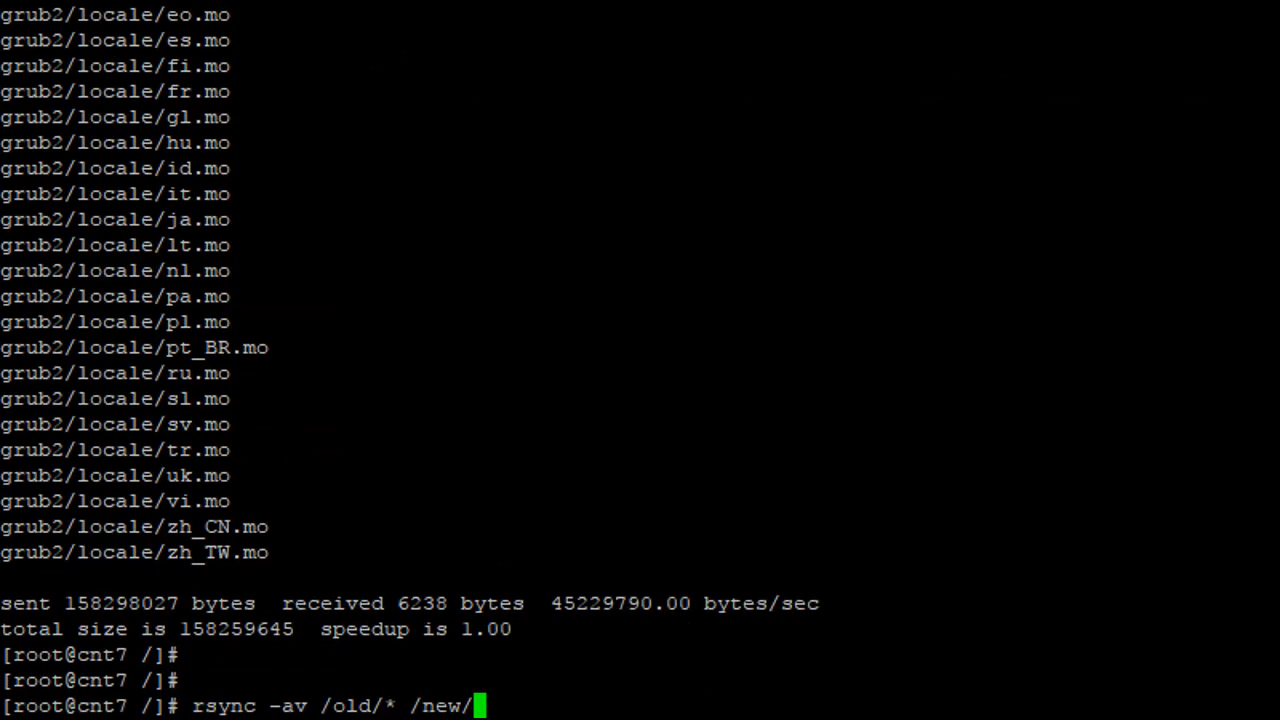 grub2/locale/eo.mo
grub2/locale/es.mo
grub2/locale/fi.mo
grub2/locale/fr.mo
grub2/locale/gl.mo
grub2/locale/hu.mo
grub2/locale/id.mo
grub2/locale/it.mo
grub2/locale/ja.mo
grub2/locale/lt.mo
grub2/locale/nl.mo
grub2/locale/pa.mo
grub2/locale/pl.mo
grub2/locale/pt_BR.mo
grub2/locale/ru.mo
grub2/locale/sl.mo
grub2/locale/sv.mo
grub2/locale/tr.mo
grub2/locale/uk.mo
grub2/locale/vi.mo
grub2/locale/zh_CN.mo
grub2/locale/zh_TW.mo
sent 158298027 bytes  received 6238 bytes  45229790.00 bytes/sec
total size is 158259645  speedup is 1.00
[root@cnt7 /]#
[root@cnt7 /]#
[root@cnt7 /]# rsync -av /old/* /new/